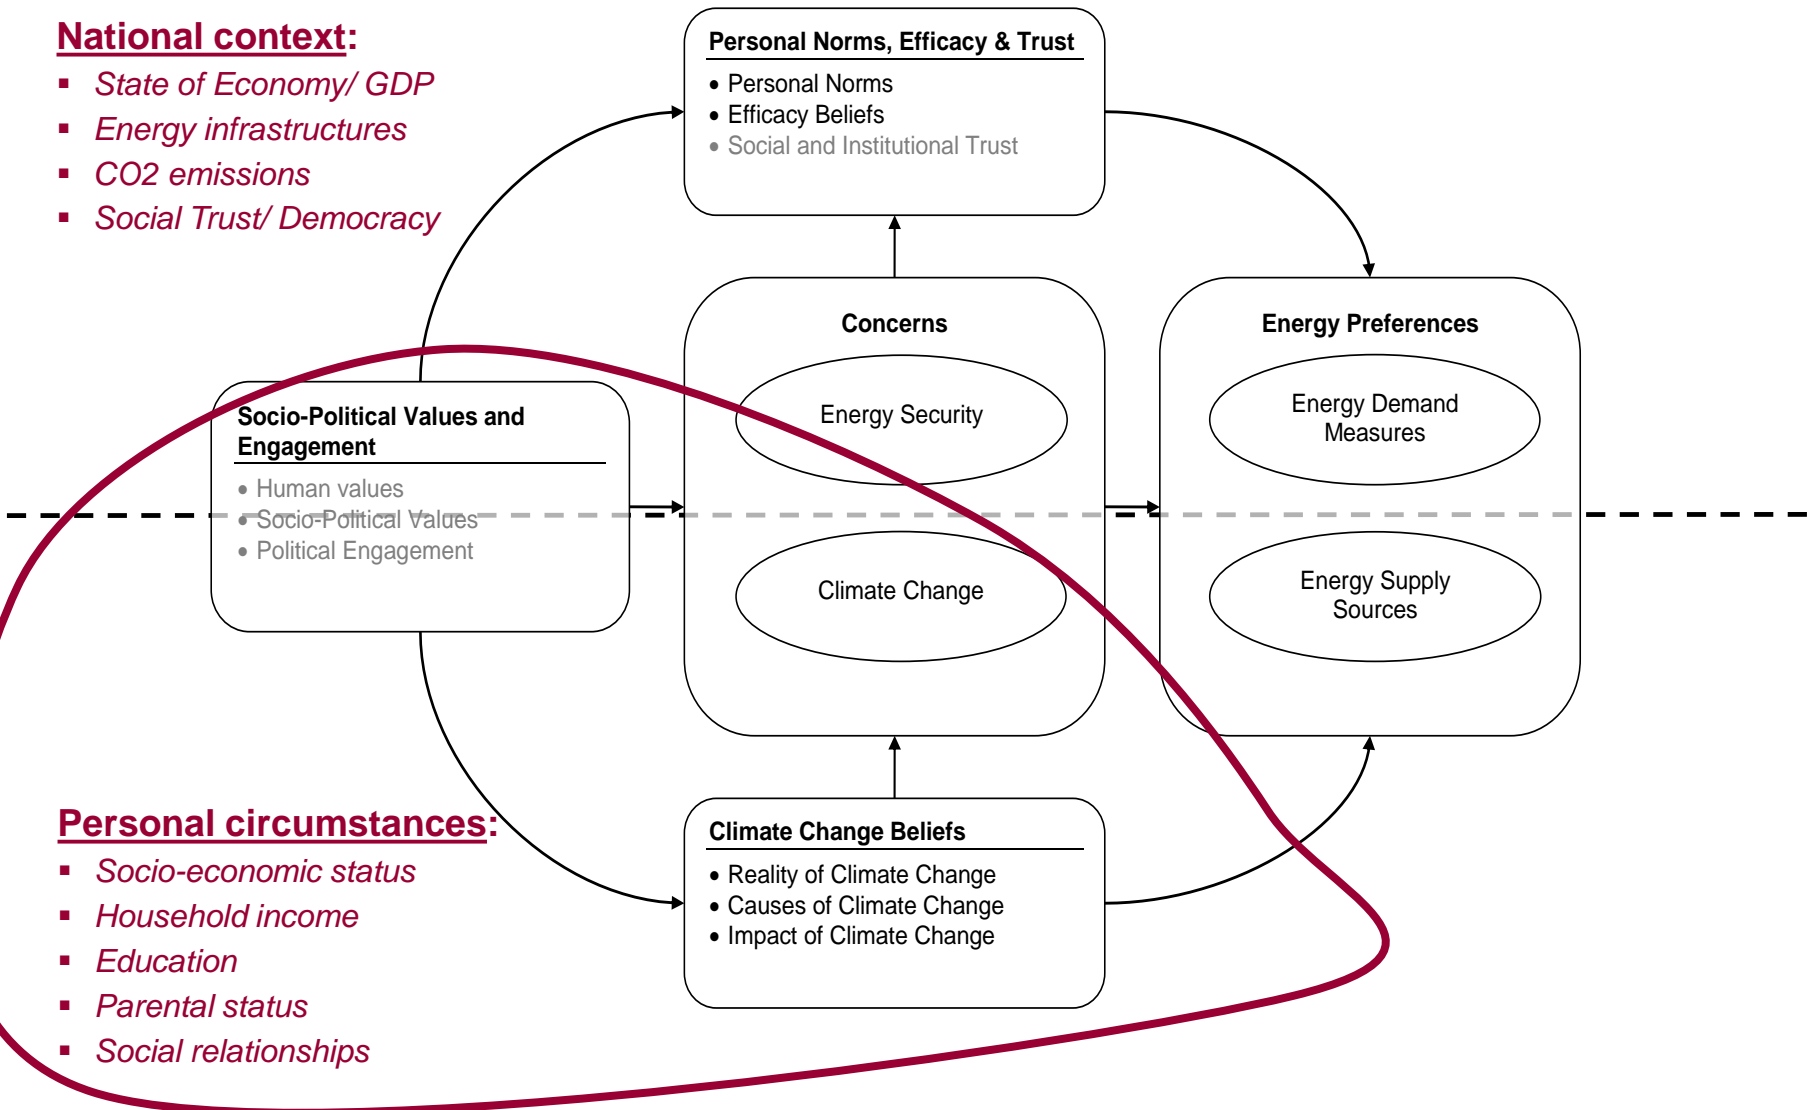 National context:
▪ State of Economy/ GDP
▪ Energy infrastructures
▪ CO2 emissions
▪ Social Trust/ Democracy
Personal Norms, Efficacy & Trust
• Personal Norms
• Efficacy Beliefs
• Social and Institutional Trust
Socio-Political Values and
Engagement
• Human values
• Socio-Political Values
• Political Engagement
Concerns
Energy Security
Climate Change
Energy Preferences
Energy Demand
Measures
Energy Supply
Sources
Personal circumstances:
▪ Socio-economic status
▪ Household income
▪ Education
▪ Parental status
▪ Social relationships
Climate Change Beliefs
• Reality of Climate Change
• Causes of Climate Change
• Impact of Climate Change